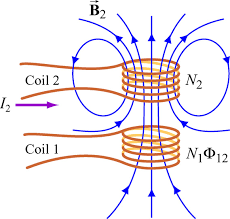 B⃗₂
Coil 2
N₂
I₂
Coil 1
N₁Φ₁₂